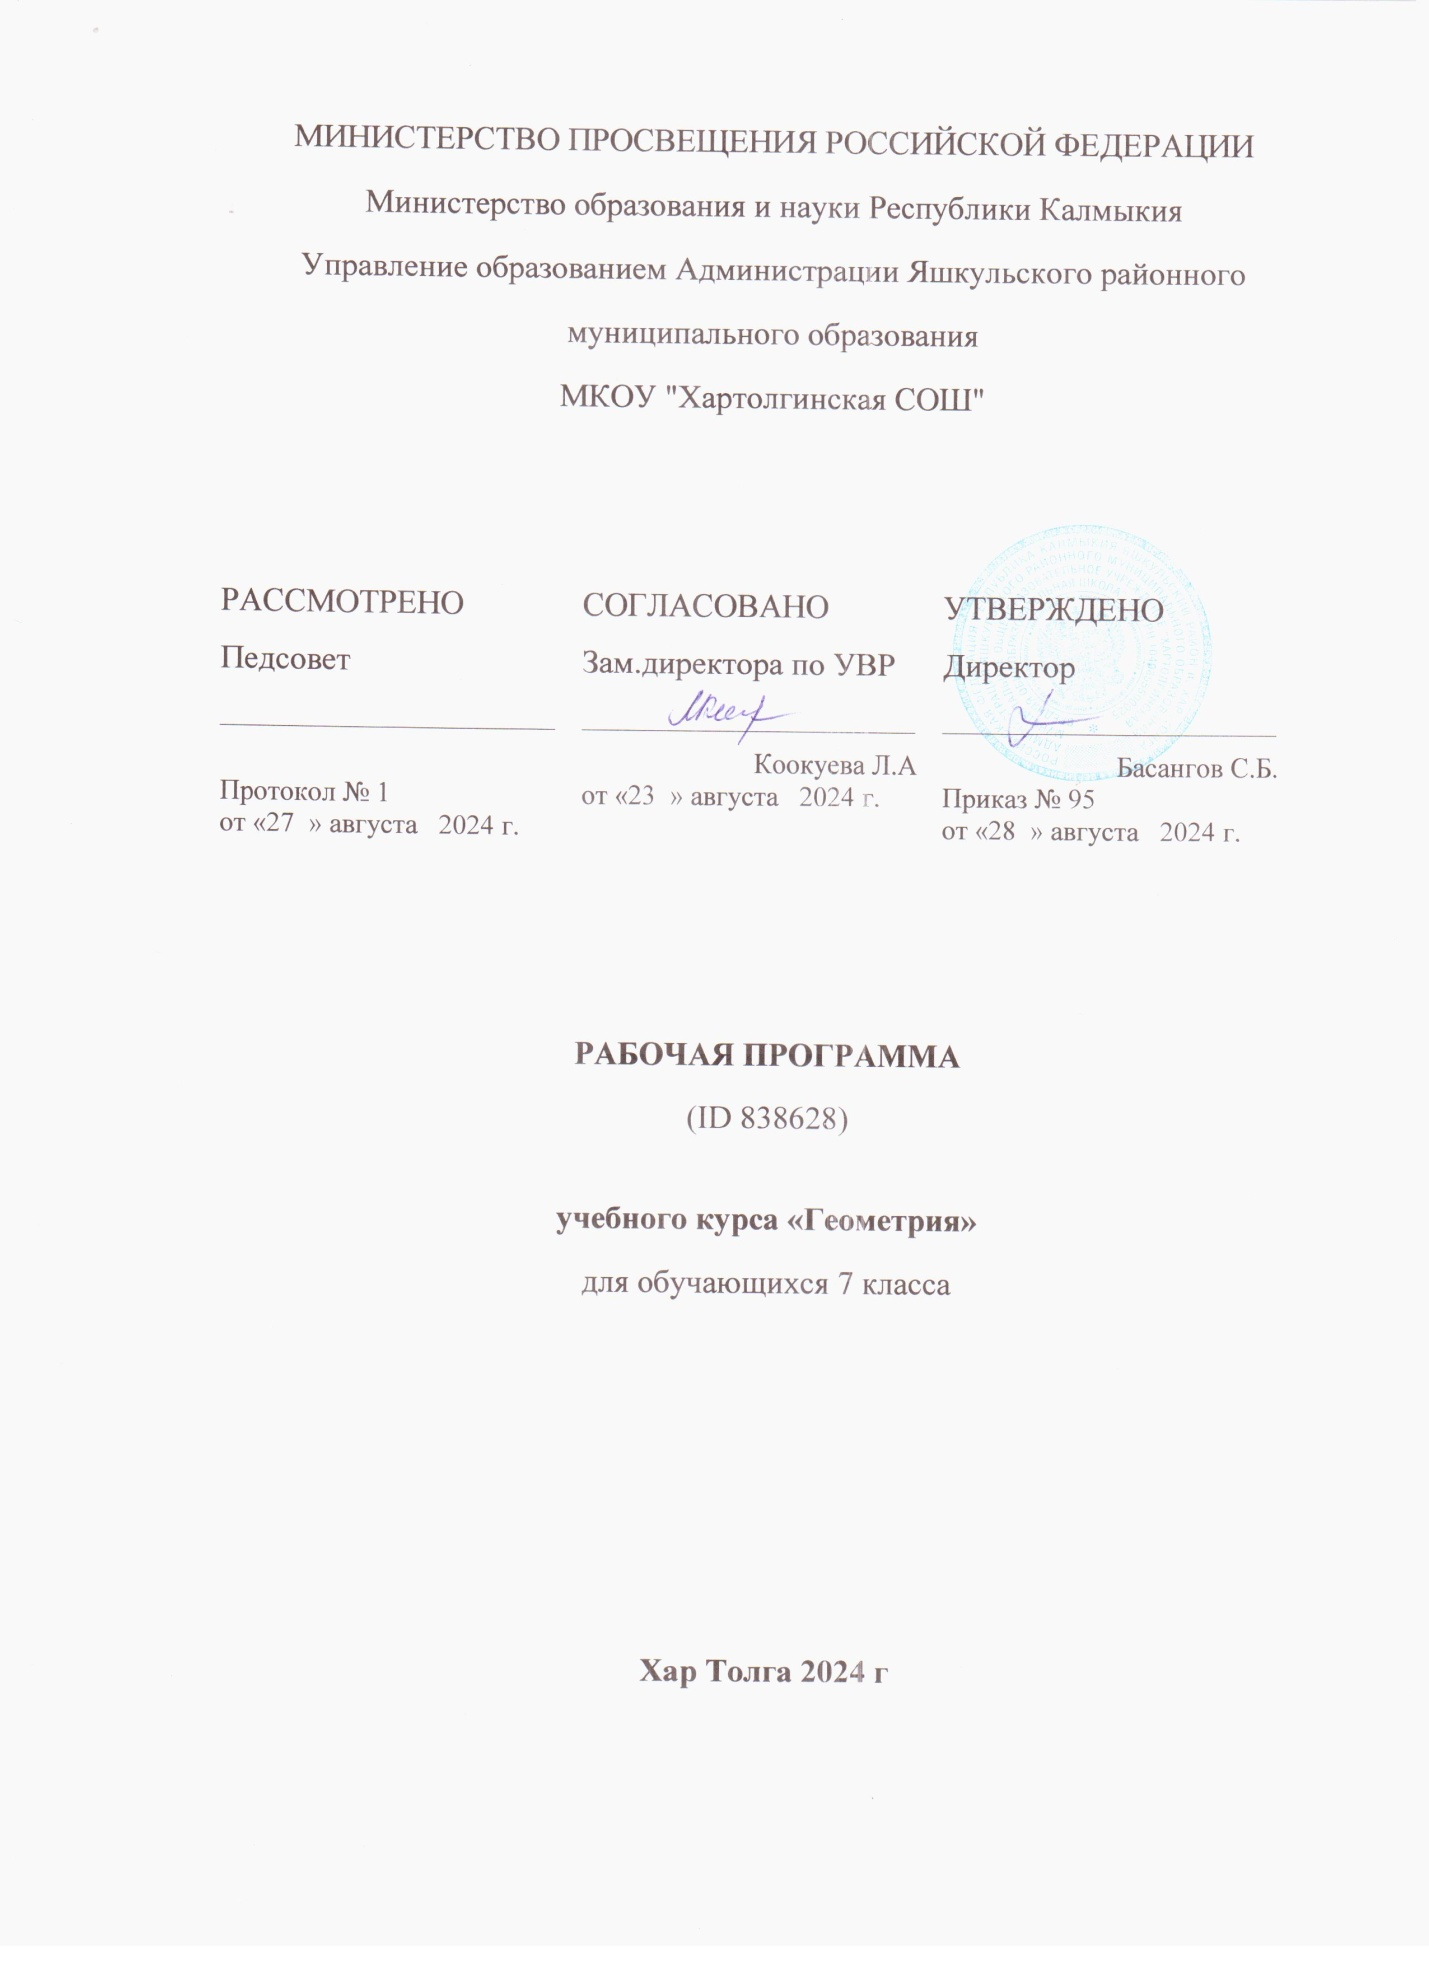 МИНИСТЕРСТВО ПРОСВЕЩЕНИЯ РОССИЙСКОЙ ФЕДЕРАЦИИ
Министерство образования и науки Республики Калмыкия
Управление образованием Администрации Яшкульского районного
муниципального образования
МКОУ "Хартолгинская СОШ"
РАССМОТРЕНО
Педсовет
Протокол № 1
от «27  » августа   2024 г.
СОГЛАСОВАНО
Зам.директора по УВР
Коокуева Л.А
от «23  » августа   2024 г.
УТВЕРЖДЕНО
Директор
Басангов С.Б.
Приказ № 95
от «28  » августа   2024 г.
РАБОЧАЯ ПРОГРАММА
(ID 838628)
учебного курса «Геометрия»
для обучающихся 7 класса
Хар Толга 2024 г